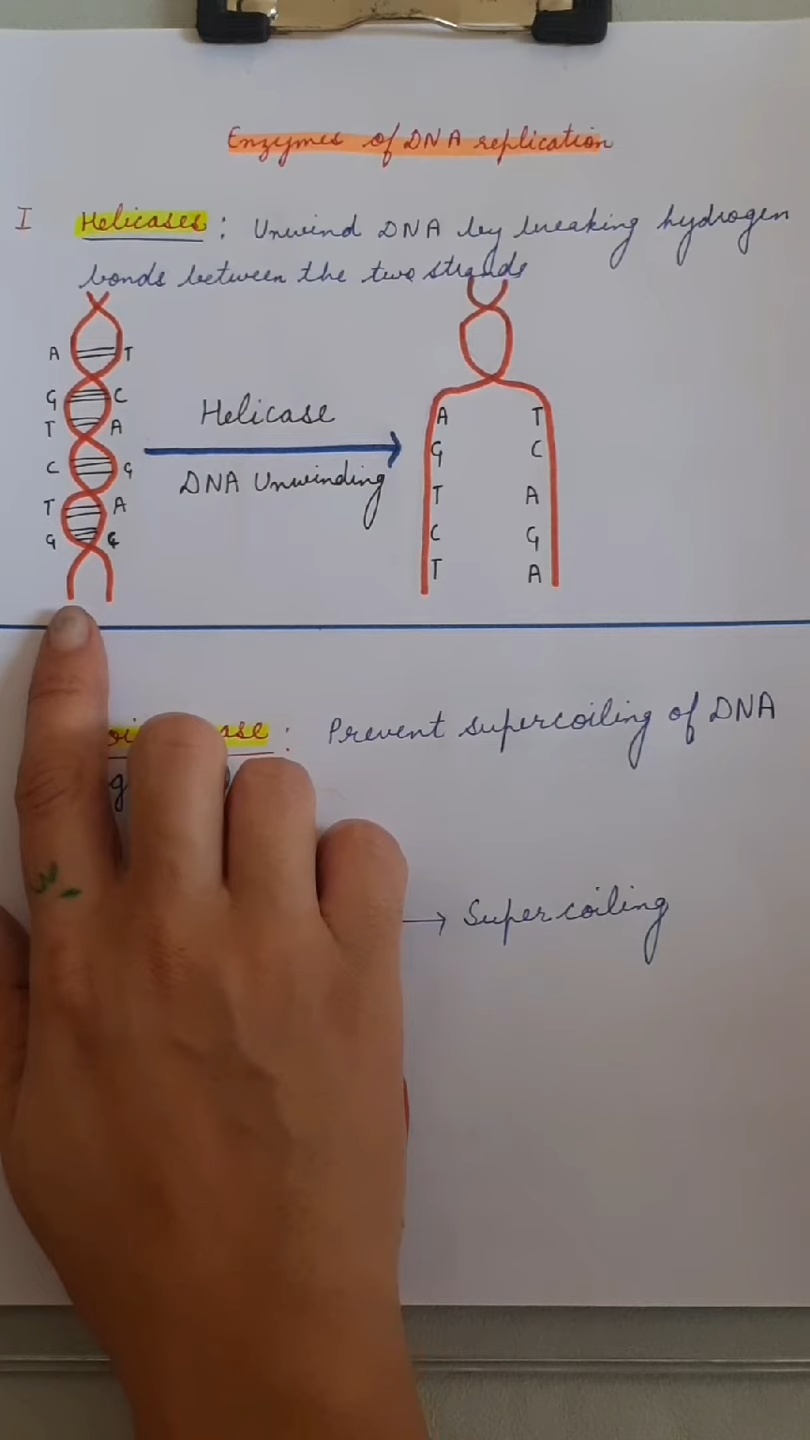 Enzymes of DNA replication
I Helicases : Unwind DNA by breaking hydrogen
bonds between the two strands
A T
G C
T A
C G
T A
G
Helicase
DNA Unwinding
A T
G C
T A
C G
T A
: Prevent supercoiling of DNA
→ Supercoiling